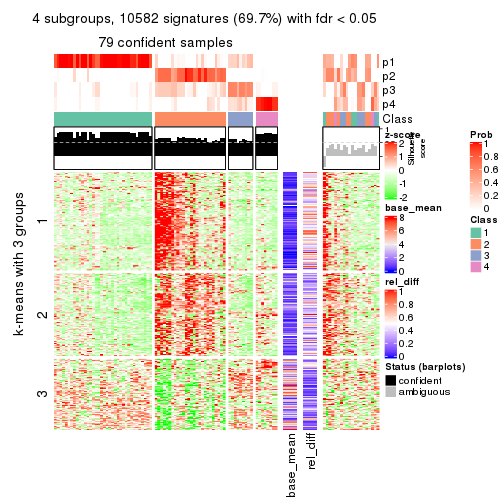 4 subgroups, 10582 signatures (69.7%) with fdr < 0.05
79 confident samples
p1
p2
p3
p4
Class
1
Silhouette
score
k-means with 3 groups
1
2
3
base_mean
rel_diff
z-score
2
1
0
-1
-2
base_mean
8
6
4
2
0
rel_diff
1
0.8
0.6
0.4
0.2
0
Status (barplots)
confident
ambiguous
Prob
1
0.8
0.6
0.4
0.2
0
Class
1
2
3
4